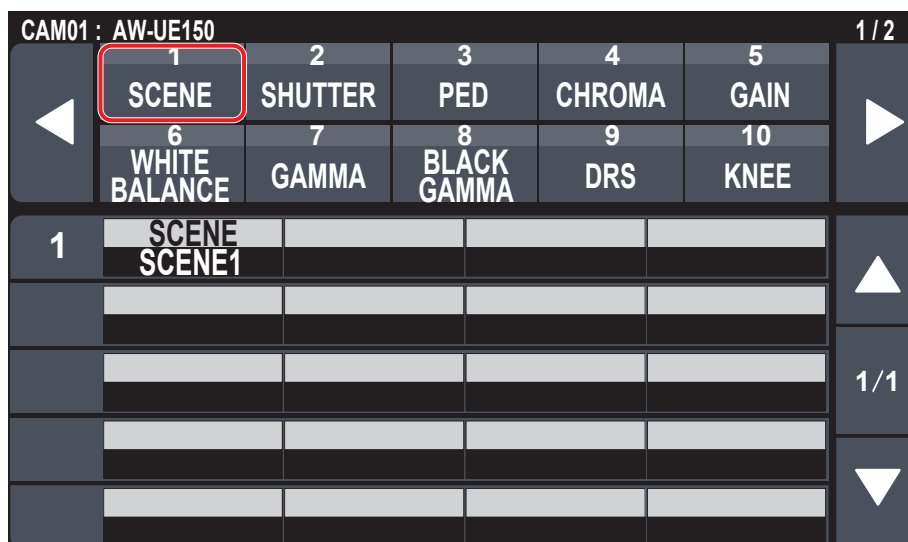 CAM01 : AW-UE150 1 / 2
1 2 3 4 5
SCENE SHUTTER PED CHROMA GAIN
6 7 8 9 10
WHITE BALANCE GAMMA BLACK GAMMA DRS KNEE
1 SCENE
SCENE1
1/1